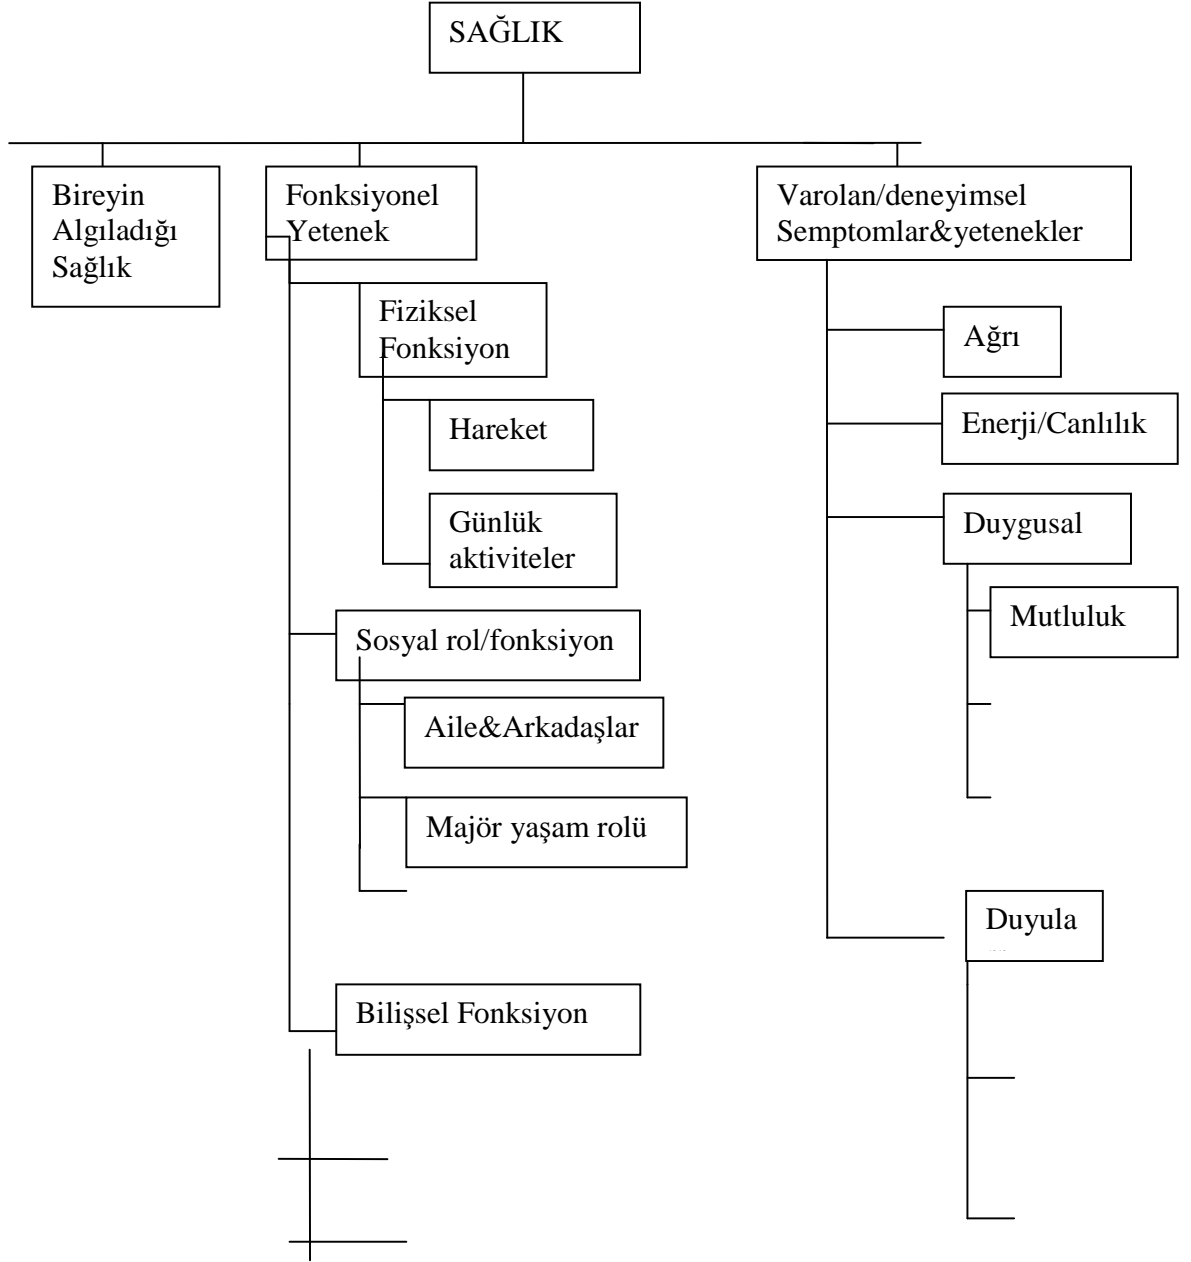 SAĞLIK
Bireyin
Algıladığı
Sağlık
Fonksiyonel
Yetenek
Varolan/deneyimsel
Semptomlar&yetenekler
Fiziksel
Fonksiyon
Hareket
Günlük
aktiviteler
Sosyal rol/fonksiyon
Aile&Arkadaşlar
Majör yaşam rolü
Bilişsel Fonksiyon
Ağrı
Enerji/Canlılık
Duygusal
Mutluluk
Duyula